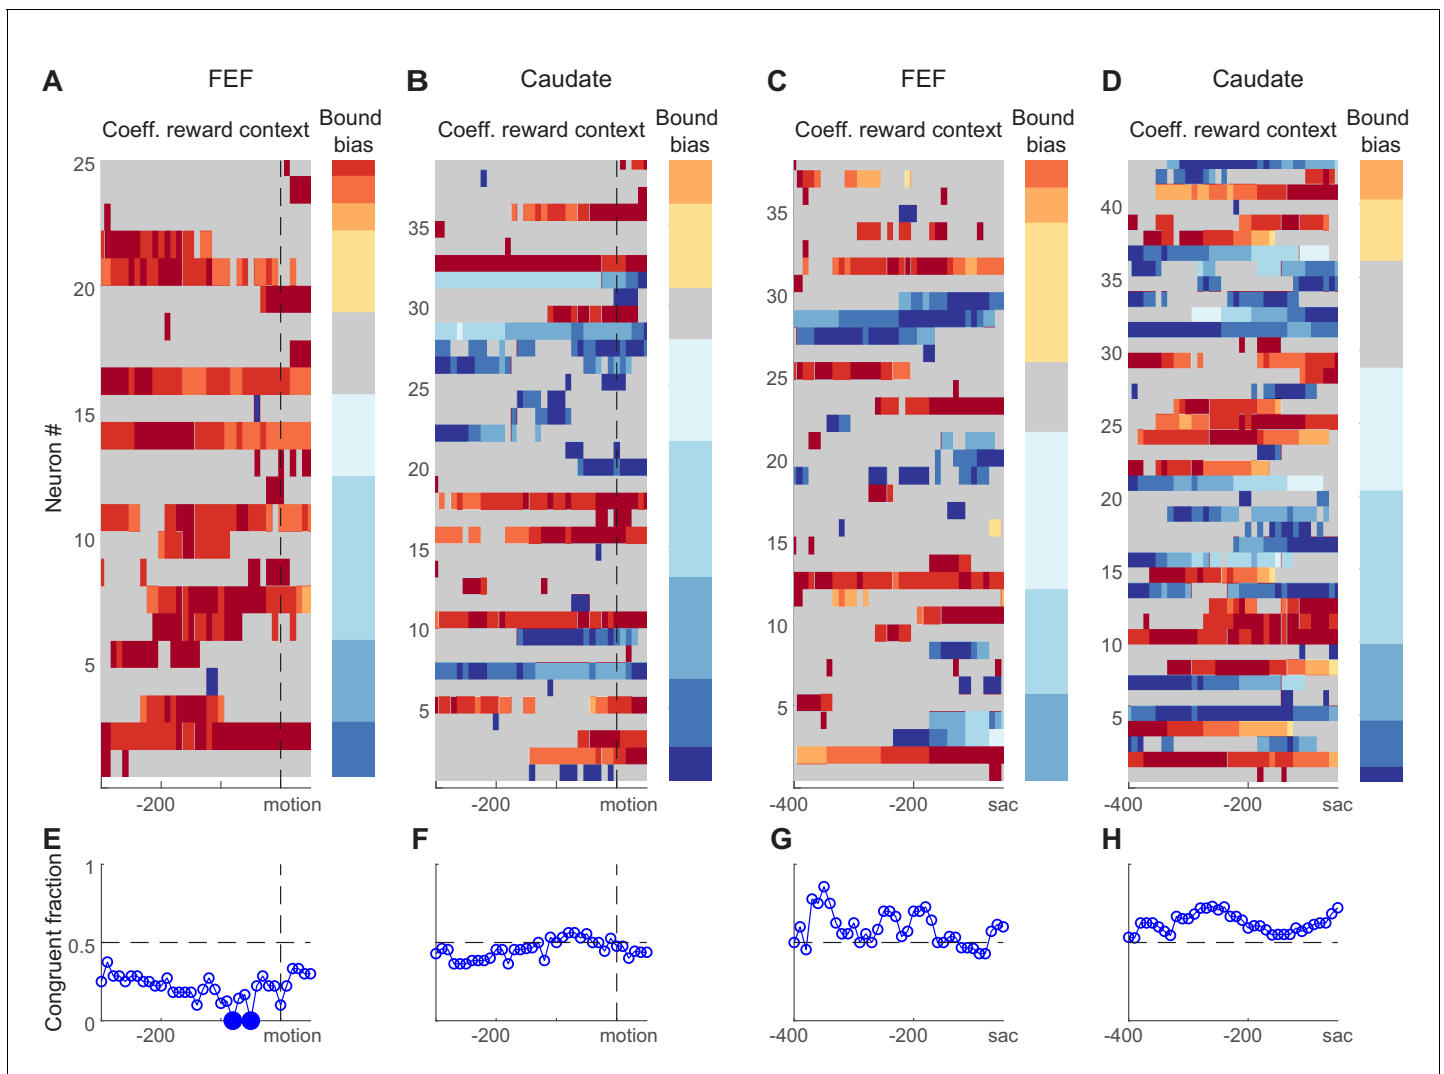 A
FEF
B
Caudate
C
FEF
D
Caudate
Coeff. reward context
Bound
bias
Coeff. reward context
Bound
bias
Coeff. reward context
Bound
bias
Coeff. reward context
Bound
bias
Neuron #
25
20
15
10
5
-200
motion
35
30
25
20
15
10
5
-200
motion
35
30
25
20
15
10
5
-400
-200
sac
40
35
30
25
20
15
10
5
-400
-200
sac
E
Congruent fraction
1
0.5
0
-200
motion
F
-200
motion
G
-400
-200
sac
H
-400
-200
sac